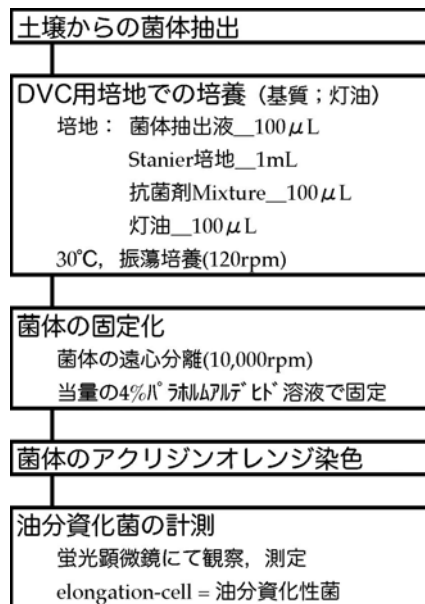 土壌からの菌体抽出
DVC用培地での培養（基質；灯油）
培地： 菌体抽出液__100μL
Stanier培地__1mL
抗菌剤Mixture__100μL
灯油__100μL
30℃，振蕩培養(120rpm)
菌体の固定化
菌体の遠心分離(10,000rpm)
当量の4%ﾊﾟﾗﾎﾙﾑｱﾙﾃﾞﾋﾄﾞ溶液で固定
菌体のアクリジンオレンジ染色
油分資化菌の計測
蛍光顕微鏡にて観察，測定
elongation-cell = 油分資化性菌